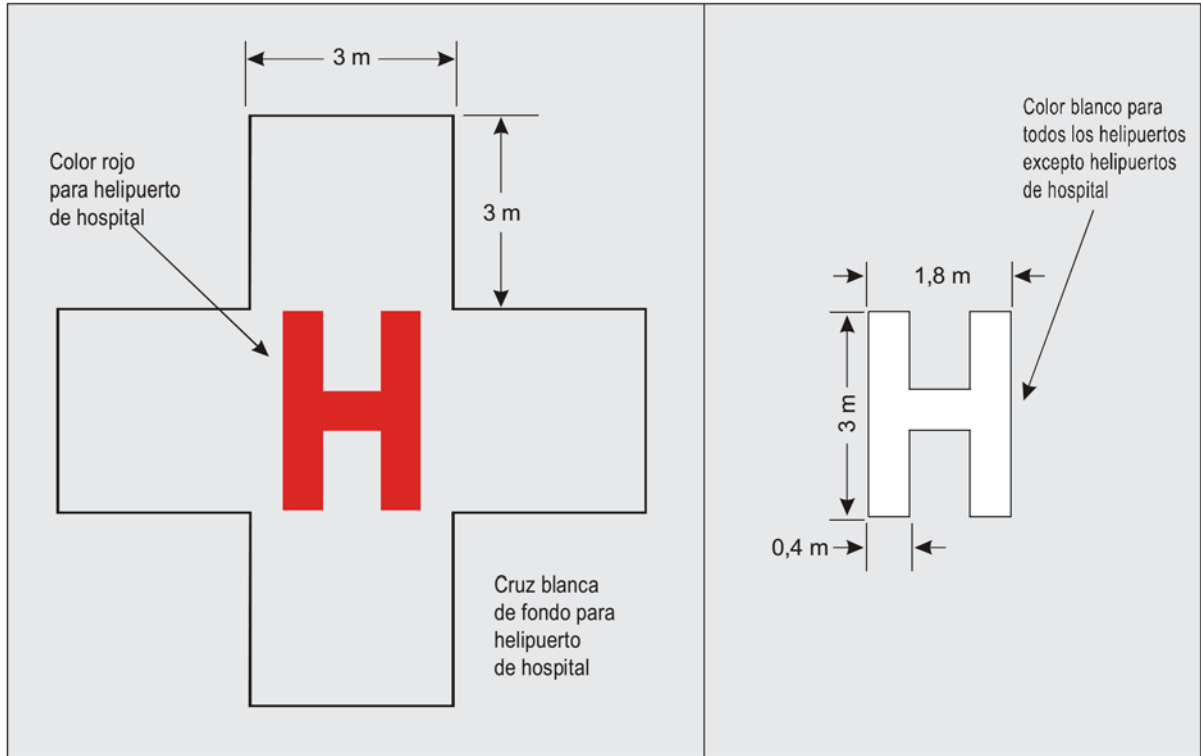 3 m
Color rojo
para helipuerto
de hospital
3 m
H
Cruz blanca
de fondo para
helipuerto
de hospital
Color blanco para
todos los helipuertos
excepto helipuertos
de hospital
1,8 m
3 m
H
0,4 m